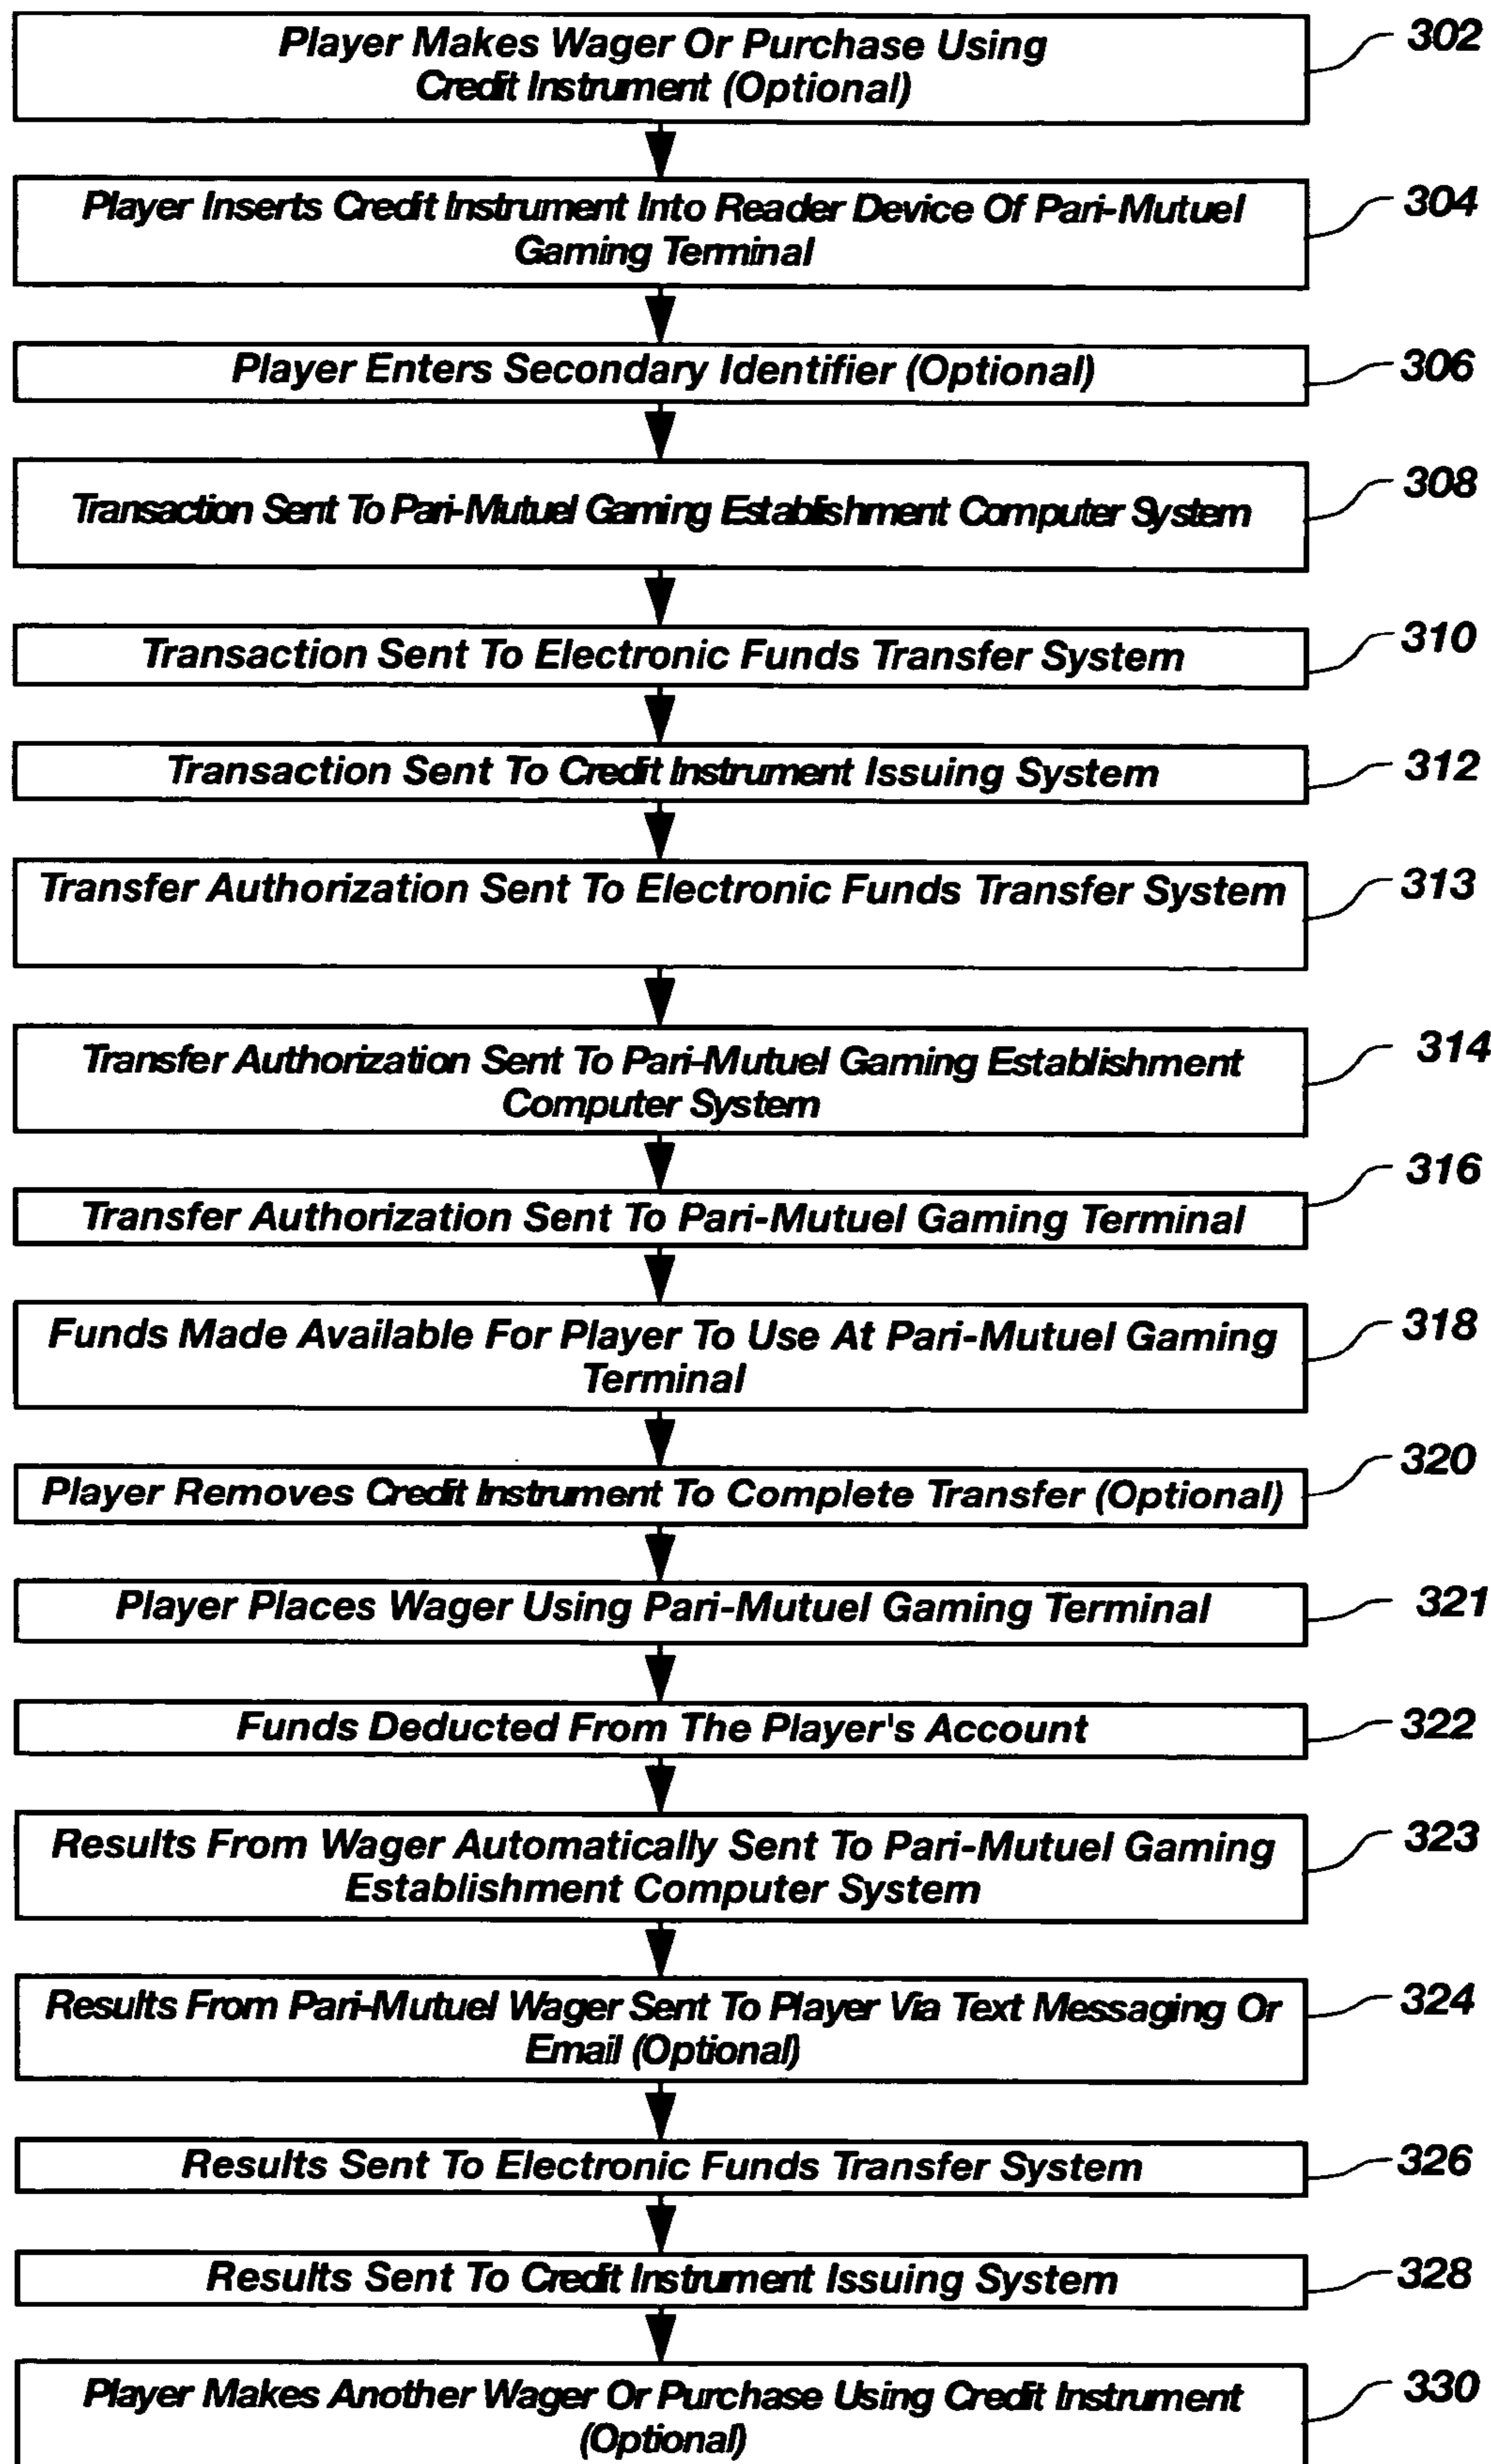 Player Makes Wager Or Purchase Using
Credit Instrument (Optional)
302
Player Inserts Credit Instrument Into Reader Device Of Pari-Mutuel
Gaming Terminal
304
Player Enters Secondary Identifier (Optional)
306
Transaction Sent To Pari-Mutuel Gaming Establishment Computer System
308
Transaction Sent To Electronic Funds Transfer System
310
Transaction Sent To Credit Instrument Issuing System
312
Transfer Authorization Sent To Electronic Funds Transfer System
313
Transfer Authorization Sent To Pari-Mutuel Gaming Establishment
Computer System
314
Transfer Authorization Sent To Pari-Mutuel Gaming Terminal
316
Funds Made Available For Player To Use At Pari-Mutuel Gaming
Terminal
318
Player Removes Credit Instrument To Complete Transfer (Optional)
320
Player Places Wager Using Pari-Mutuel Gaming Terminal
321
Funds Deducted From The Player's Account
322
Results From Wager Automatically Sent To Pari-Mutuel Gaming
Establishment Computer System
323
Results From Pari-Mutuel Wager Sent To Player Via Text Messaging Or
Email (Optional)
324
Results Sent To Electronic Funds Transfer System
326
Results Sent To Credit Instrument Issuing System
328
Player Makes Another Wager Or Purchase Using Credit Instrument
(Optional)
330